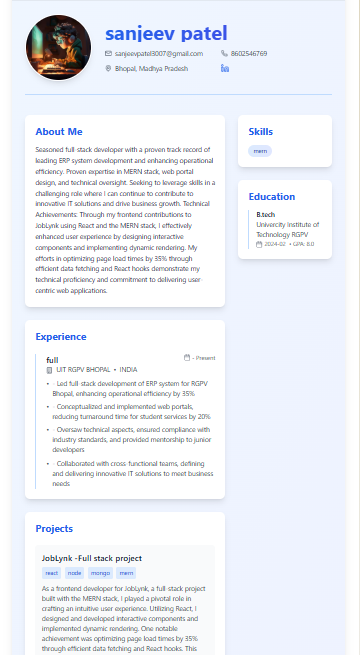 sanjeev patel
sanjeevpatel3007@gmail.com 8602546769
Bhopal, Madhya Pradesh
About Me
Seasoned full-stack developer with a proven track record of
leading ERP system development and enhancing operational
efficiency. Proven expertise in MERN stack, web portal
design, and technical oversight. Seeking to leverage skills in a
challenging role where I can continue to contribute to
innovative IT solutions and drive business growth. Technical
Achievements: Through my frontend contributions to
JobLynk using React and the MERN stack, I effectively
enhanced user experience by designing interactive
components and implementing dynamic rendering. My
efforts in optimizing page load times by 35% through
efficient data fetching and React hooks demonstrate my
technical proficiency and commitment to delivering user-
centric web applications.
Skills
mern
Education
B.tech
Univercity Institute of
Technology RGPV
2024-02 • GPA: 8.0
Experience
full - Present
UIT RGPV BHOPAL • INDIA
• · Led full-stack development of ERP system for RGPV
Bhopal, enhancing operational efficiency by 35%
• · Conceptualized and implemented web portals,
reducing turnaround time for student services by 20%
• · Oversaw technical aspects, ensured compliance with
industry standards, and provided mentorship to junior
developers
• · Collaborated with cross-functional teams, defining
and delivering innovative IT solutions to meet business
needs
Projects
JobLynk -Full stack project
react node mongo mern
As a frontend developer for JobLynk, a full-stack project
built with the MERN stack, I played a pivotal role in
crafting an intuitive user experience. Utilizing React, I
designed and developed interactive components and
implemented dynamic rendering. One notable
achievement was optimizing page load times by 35%
through efficient data fetching and React hooks. This